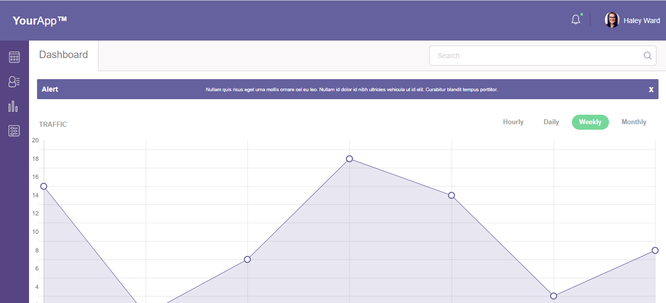 YourApp™
Haley Ward
Dashboard
Search
Alert
Nullam quis risus eget urna mollis ornare vel eu leo. Nullam id dolor id nibh ultricies vehicula ut id elit. Curabitur blandit tempus porttitor.
X
TRAFFIC
Hourly
Daily
Weekly
Monthly
20
18
16
14
12
10
8
6
4